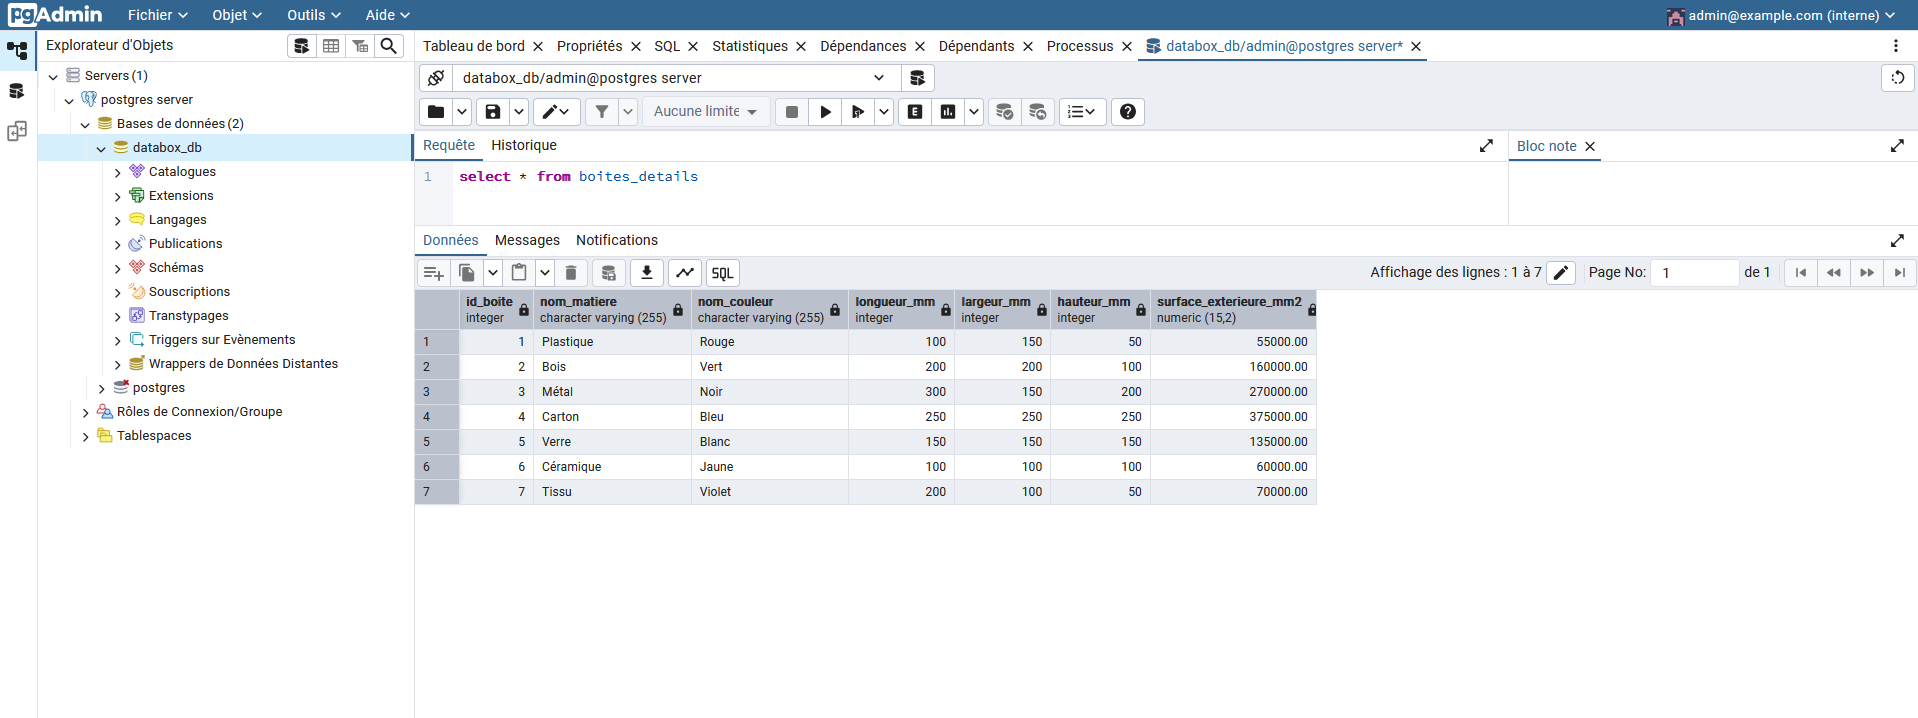 pgAdmin Fichier Objet Outils Aide admin@example.com (interne)
Explorateur d'Objets
Tableau de bord Propriétés SQL Statistiques Dépendances Dépendants Processus databox_db/admin@postgres server*
Servers (1)
postgres server
Bases de données (2)
databox_db
Catalogues
Extensions
Langages
Publications
Schémas
Souscriptions
Transtypages
Triggers sur Evènements
Wrappers de Données Distantes
postgres
Rôles de Connexion/Groupe
Tablespaces
databox_db/admin@postgres server
Aucune limite
E
Requête Historique
Bloc note
1 select * from boites_details
Données Messages Notifications
SQL
Affichage des lignes : 1 à 7 Page No: 1 de 1
id_boite nom_matiere nom_couleur longueur_mm largeur_mm hauteur_mm surface_exterieure_mm2
integer character varying (255) character varying (255) integer integer integer numeric (15,2)
1 1 Plastique Rouge 100 150 50 55000.00
2 2 Bois Vert 200 200 100 160000.00
3 3 Métal Noir 300 150 200 270000.00
4 4 Carton Bleu 250 250 250 375000.00
5 5 Verre Blanc 150 150 150 135000.00
6 6 Céramique Jaune 100 100 100 60000.00
7 7 Tissu Violet 200 100 50 70000.00